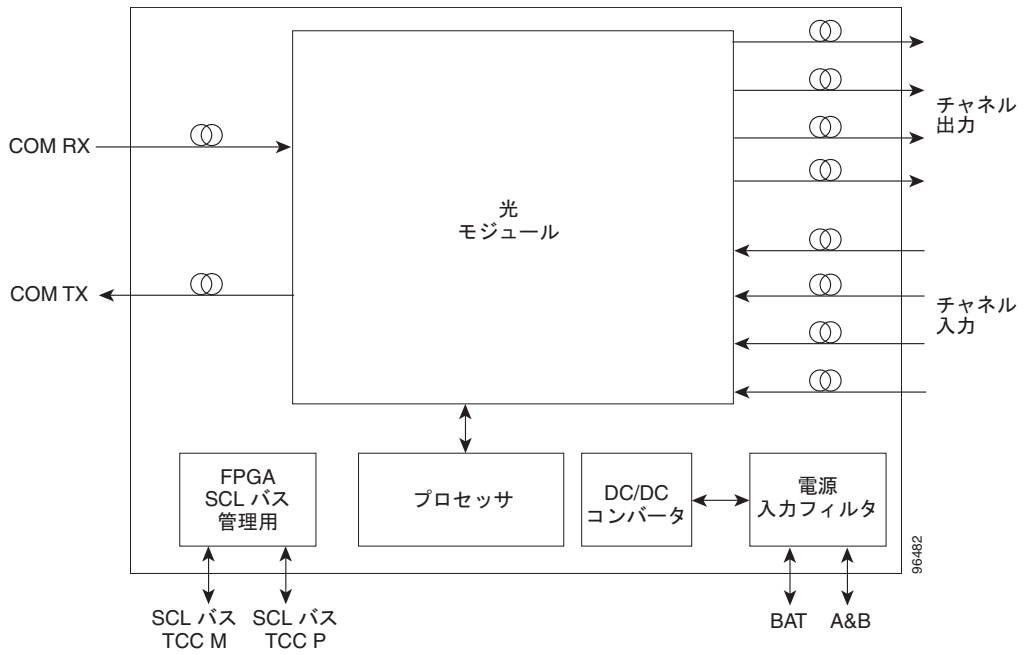 COM RX
COM TX
光
モジュール
チャネル
出力
チャネル
入力
FPGA
SCL バス
管理用
プロセッサ
DC/DC
コンバータ
電源
入力フィルタ
SCL バス
TCC M
SCL バス
TCC P
BAT
A&B
96482